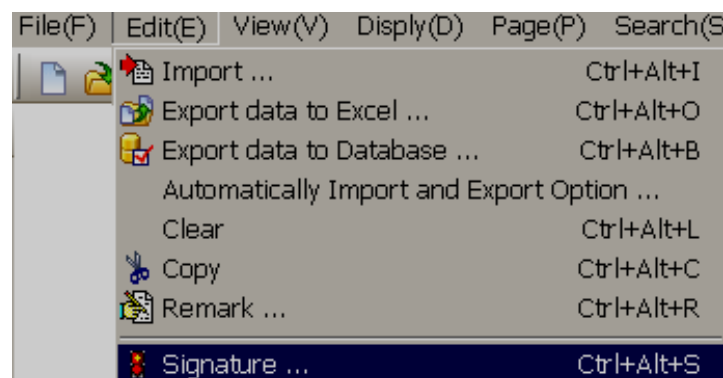 File(F) Edit(E) View(V) Disply(D) Page(P) Search(S
Import ... Ctrl+Alt+I
Export data to Excel ... Ctrl+Alt+O
Export data to Database ... Ctrl+Alt+B
Automatically Import and Export Option ...
Clear Ctrl+Alt+L
Copy Ctrl+Alt+C
Remark ... Ctrl+Alt+R
Signature ... Ctrl+Alt+S